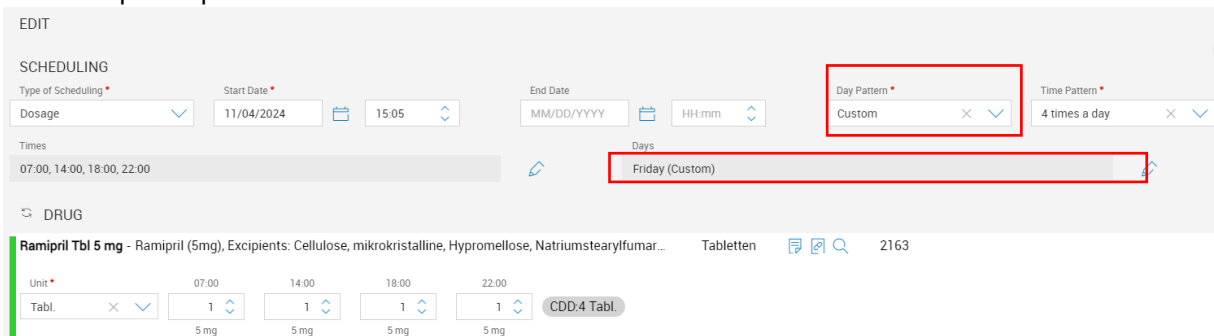 EDIT
SCHEDULING
Type of Scheduling * Start Date * End Date Day Pattern * Time Pattern *
Dosage 11/04/2024 15:05 MM/DD/YYYY HH:mm Custom 4 times a day
Times Days
07:00, 14:00, 18:00, 22:00 Friday (Custom)
DRUG
Ramipril Tbl 5 mg - Ramipril (5mg), Excipients: Cellulose, mikrokristalline, Hypromellose, Natriumstearylfumar... Tabletten 2163
Unit * 07:00 14:00 18:00 22:00
Tabl. 1 1 1 1 CDD:4 Tabl.
5 mg 5 mg 5 mg 5 mg